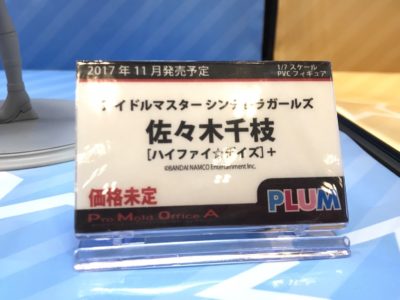 2017年11月発売予定
1/7スケール
PVCフィギュア
アイドルマスター シンデレラガールズ
佐々木千枝
[ハイファイ☆デイズ]+
©BANDAI NAMCO Entertainment Inc.
価格未定
PLUM
Pro Mold Office A